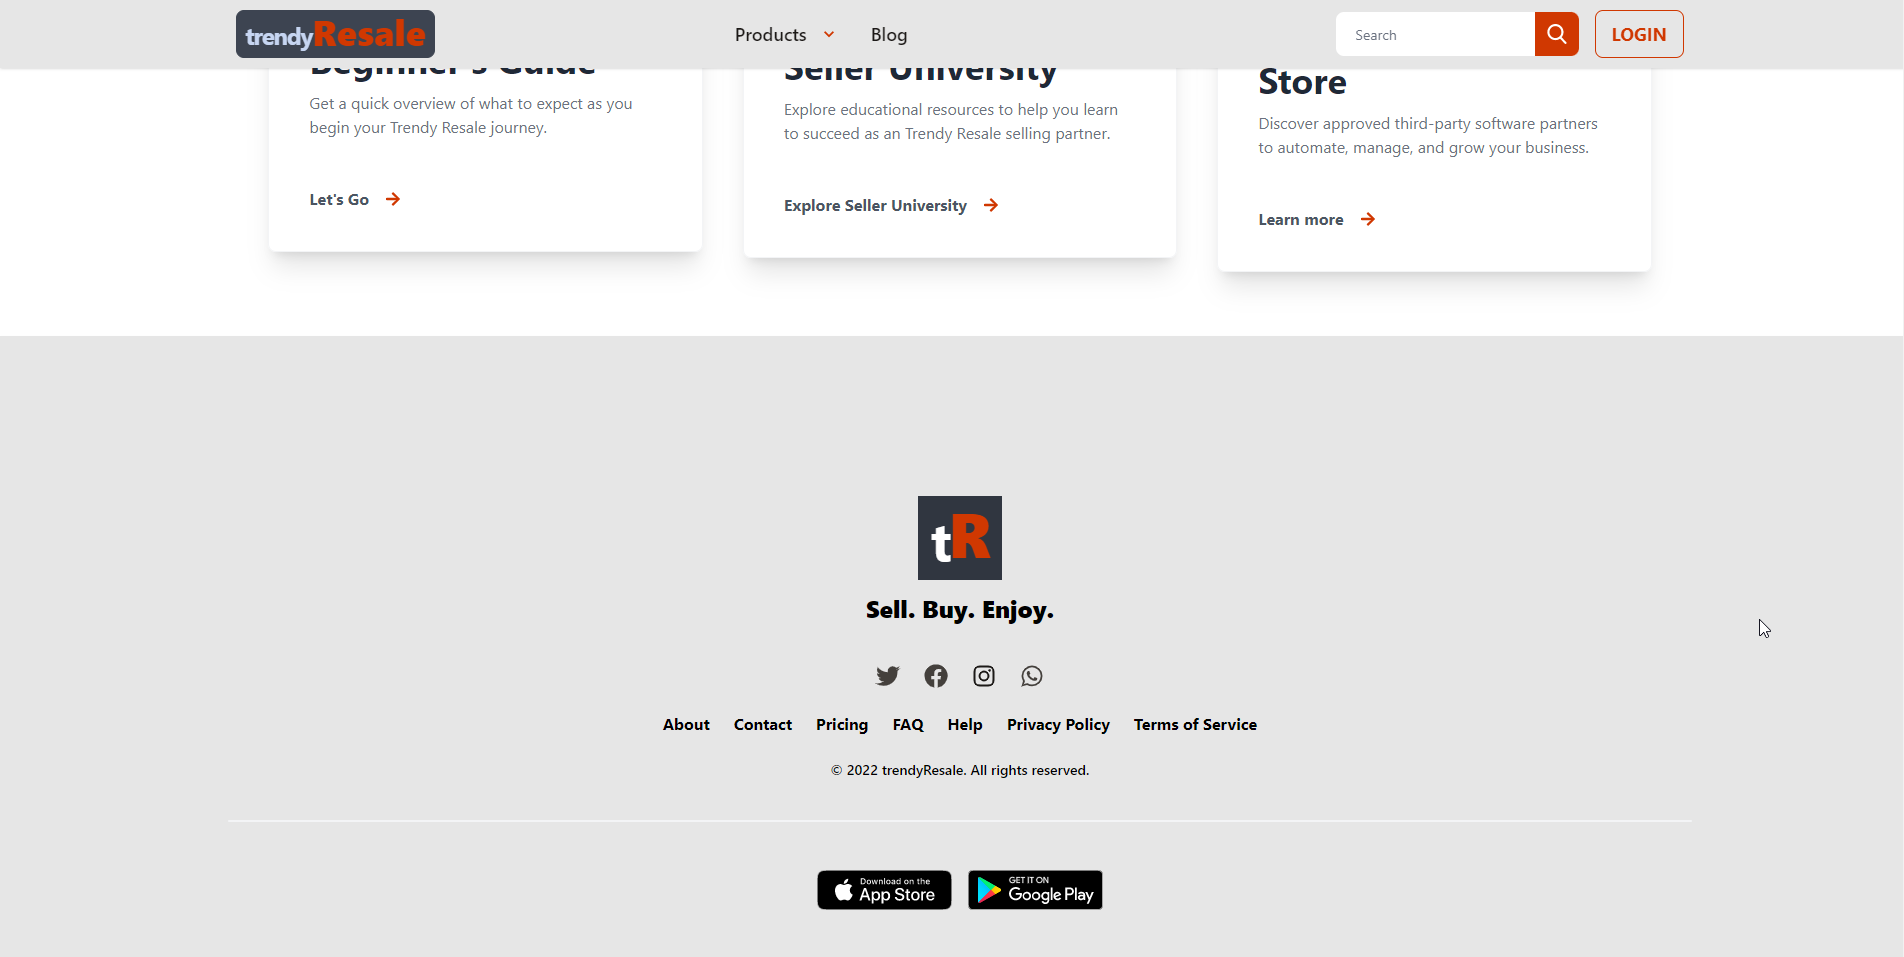 trendyResale
Products
Blog
Search
LOGIN
Beginner's Guide
Get a quick overview of what to expect as you
begin your Trendy Resale journey.
Let's Go
Seller University
Explore educational resources to help you learn
to succeed as an Trendy Resale selling partner.
Explore Seller University
Store
Discover approved third-party software partners
to automate, manage, and grow your business.
Learn more
tR
Sell. Buy. Enjoy.
About Contact Pricing FAQ Help Privacy Policy Terms of Service
© 2022 trendyResale. All rights reserved.
Download on the
App Store
GET IT ON
Google Play